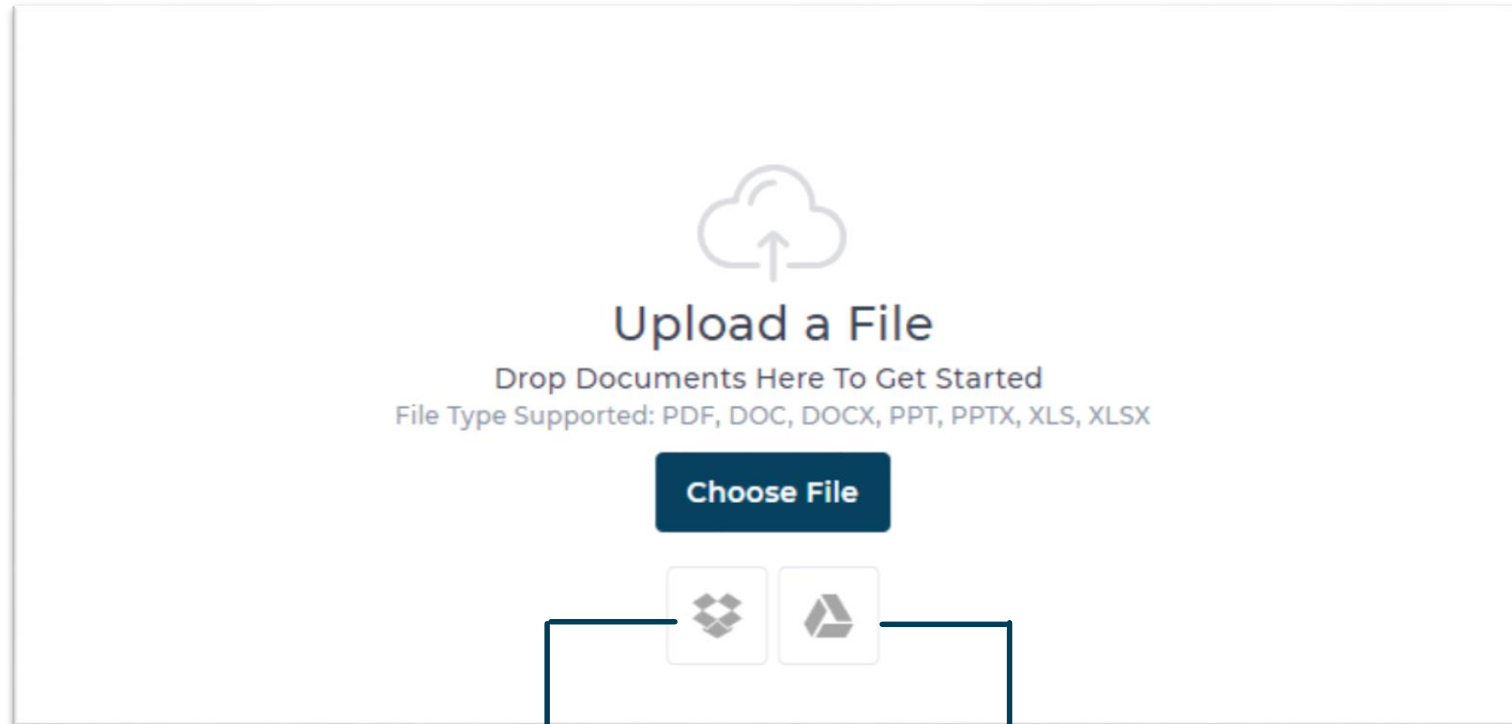 Upload a File
Drop Documents Here To Get Started
File Type Supported: PDF, DOC, DOCX, PPT, PPTX, XLS, XLSX
Choose File